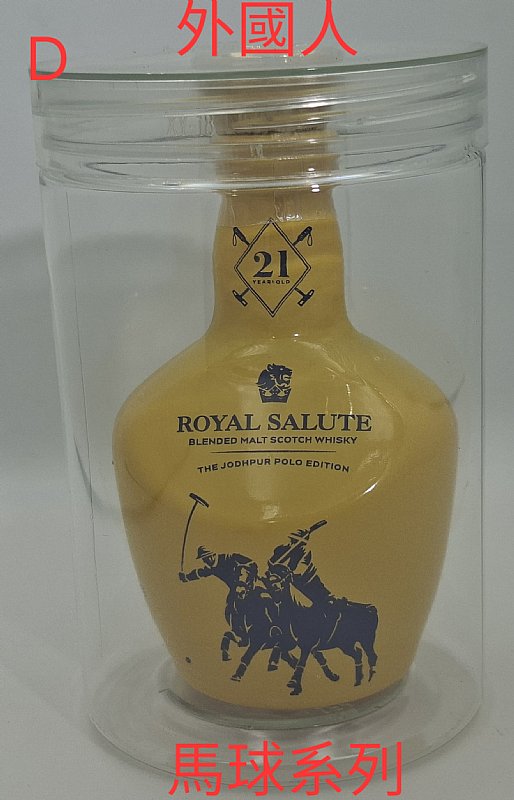 外國人
D
21
YEARS OLD
ROYAL SALUTE
BLENDED MALT SCOTCH WHISKY
THE JODHPUR POLO EDITION
馬球系列